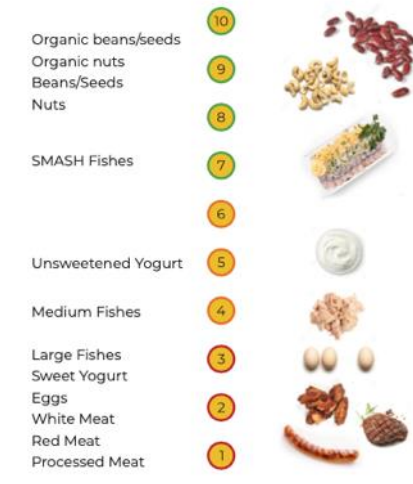 10
Organic beans/seeds
Organic nuts
9
Beans/Seeds
Nuts
8
SMASH Fishes
7
6
Unsweetened Yogurt
5
Medium Fishes
4
Large Fishes
3
Sweet Yogurt
Eggs
2
White Meat
Red Meat
1
Processed Meat